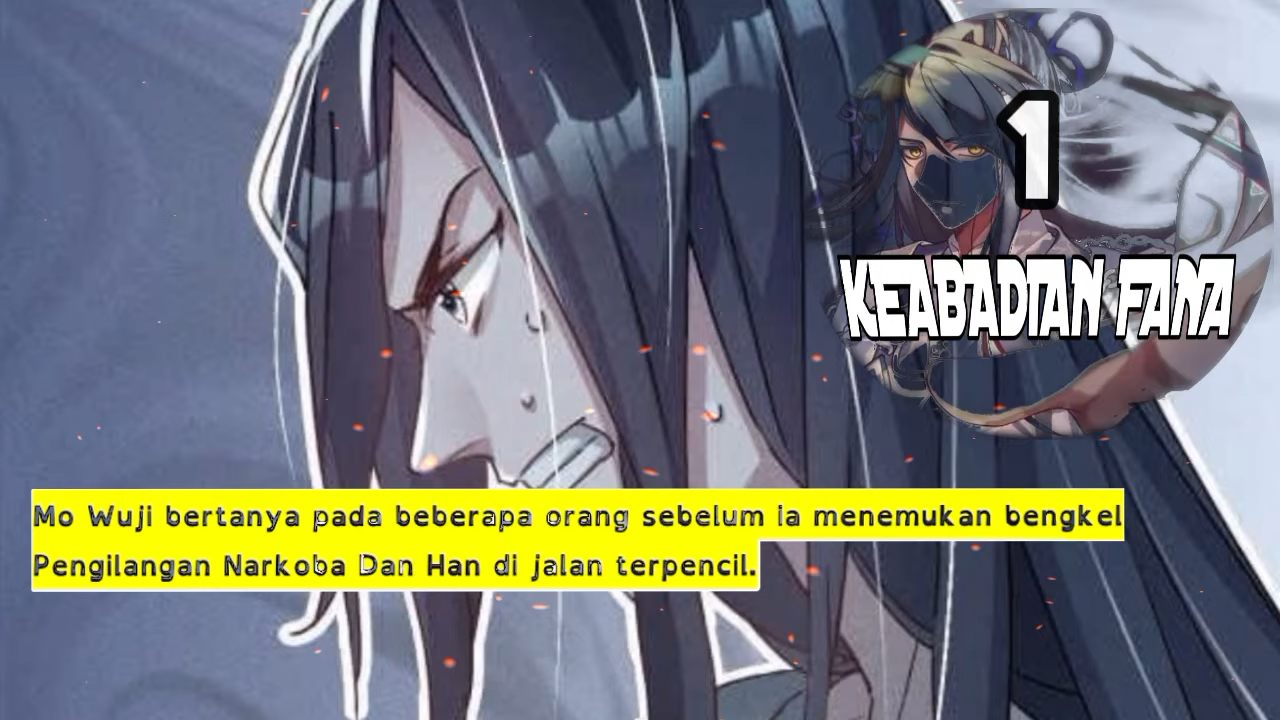 1
KEABADIAN FANA
Mo Wuji bertanya pada beberapa orang sebelum ia menemukan bengkel
Pengilangan Narkoba Dan Han di jalan terpencil.